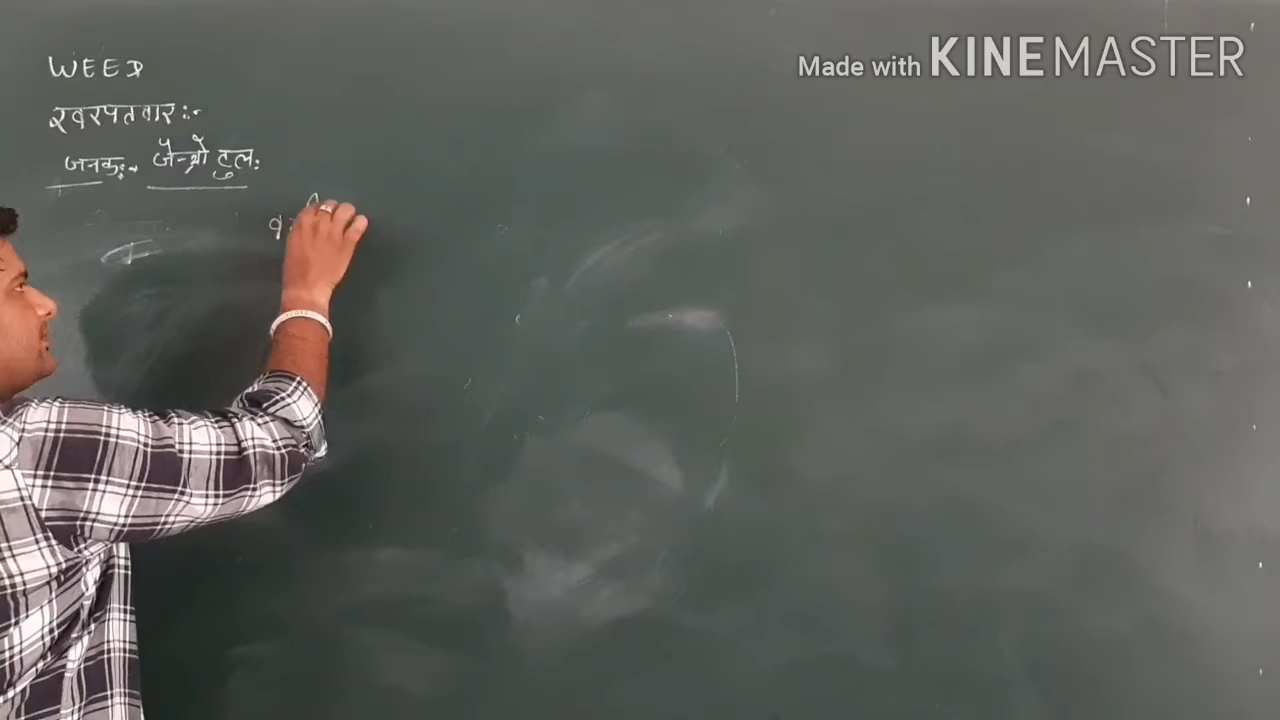 WEED
खरपतवार :-
जनक :- जैन्थ्रो टुल :
Made with KINEMASTER